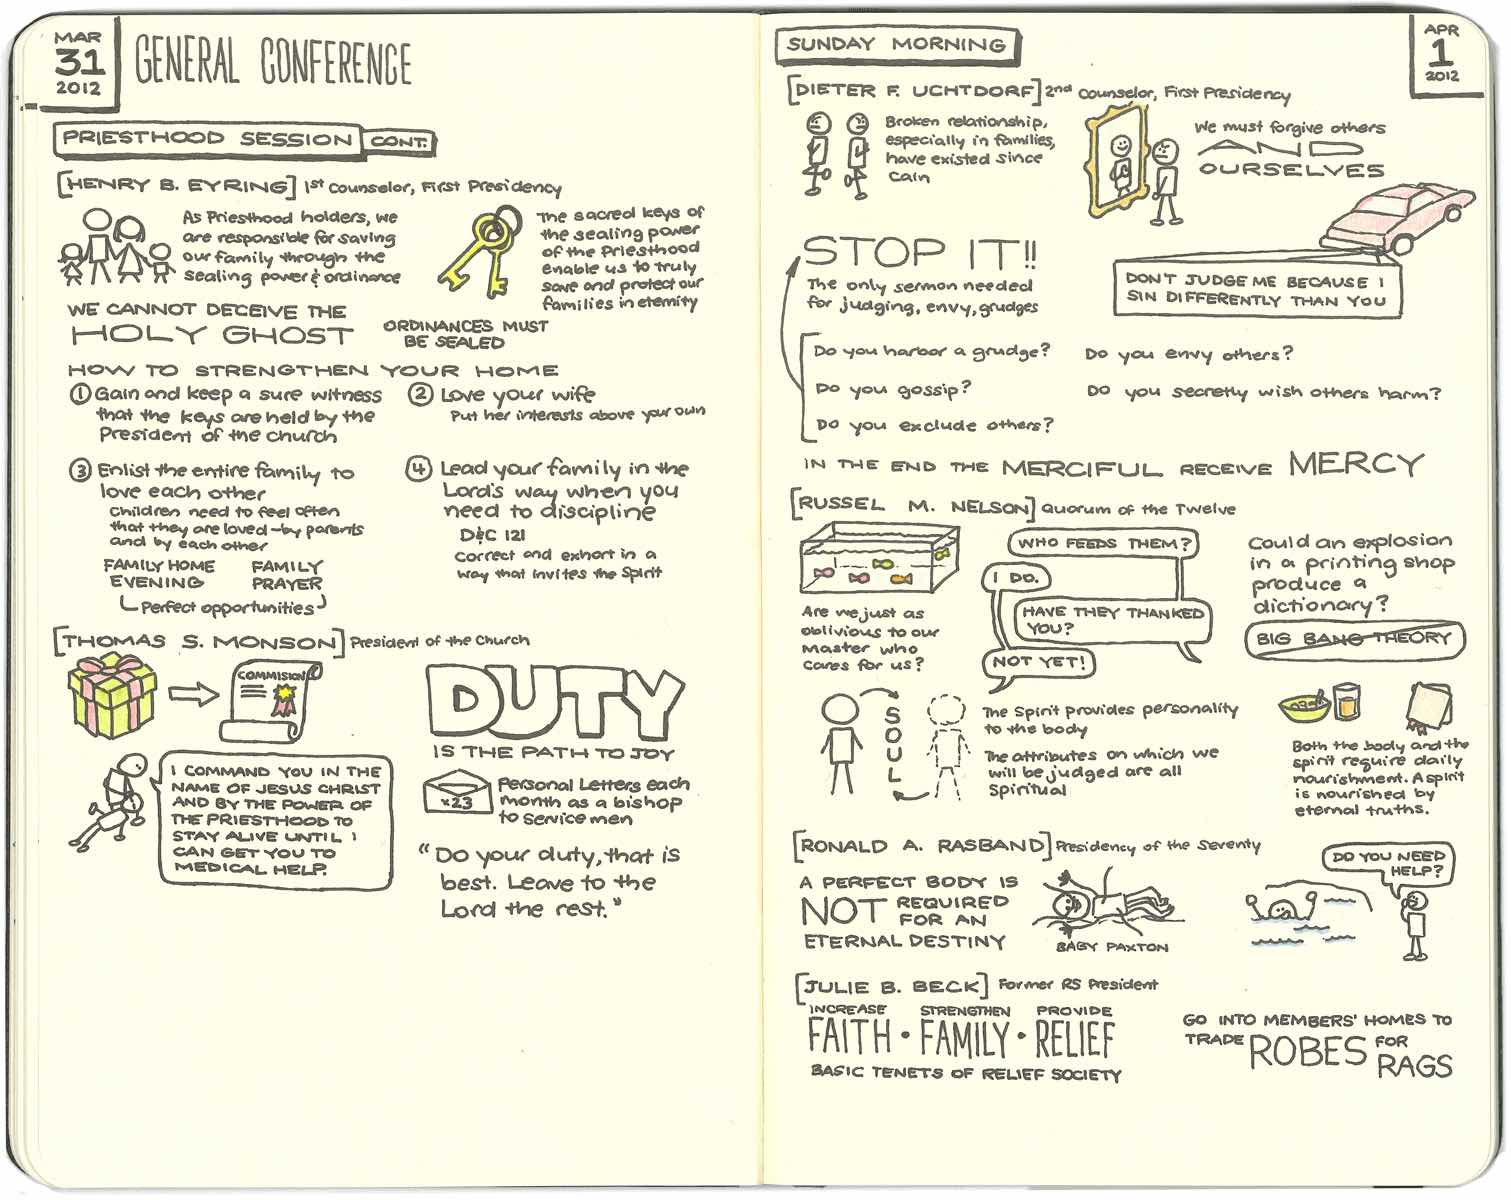 MAR
31
2012
GENERAL CONFERENCE
PRIESTHOOD SESSION CONT.
[HENRY B. EYRING] 1st Counselor, First Presidency
As Priesthood holders, we
are responsible for saving
our family through the
sealing power & ordinance
The sacred keys of
the sealing power
of the Priesthood
enable us to truly
save and protect our
families in eternity
WE CANNOT DECEIVE THE
HOLY GHOST
ORDINANCES MUST
BE SEALED
HOW TO STRENGTHEN YOUR HOME
① Gain and keep a sure witness
that the keys are held by the
President of the church
② Love your wife
Put her interests above your own
③ Enlist the entire family to
love each other
Children need to feel often
that they are loved-by parents
and by each other
FAMILY HOME
EVENING
FAMILY
PRAYER
Perfect opportunities
④ Lead your family in the
Lord's way when you
need to discipline
D&C 121
Correct and exhort in a
way that invites the Spirit
[THOMAS S. MONSON] President of the Church
COMMISION
DUTY
IS THE PATH TO JOY
I COMMAND YOU IN THE
NAME OF JESUS CHRIST
AND BY THE POWER OF
THE PRIESTHOOD TO
STAY ALIVE UNTIL I
CAN GET YOU TO
MEDICAL HELP.
x23
Personal Letters each
month as a bishop
to service men
"Do your duty, that is
best. Leave to the
Lord the rest."
SUNDAY MORNING
APR
1
2012
[DIETER F. UCHTDORF] 2nd Counselor, First Presidency
Broken relationship,
especially in families,
have existed since
Cain
We must forgive others
AND
OURSELVES
STOP IT!!
The only sermon needed
for judging, envy, grudges
DON'T JUDGE ME BECAUSE I
SIN DIFFERENTLY THAN YOU
Do you harbor a grudge?
Do you envy others?
Do you gossip?
Do you secretly wish others harm?
Do you exclude others?
IN THE END THE MERCIFUL RECEIVE MERCY
[RUSSEL M. NELSON] Quorum of the Twelve
Are we just as
oblivious to our
Master who
cares for us?
WHO FEEDS THEM?
I DO.
HAVE THEY THANKED
YOU?
NOT YET!
Could an explosion
in a printing shop
produce a
dictionary?
BIG BANG THEORY
SOUL
The Spirit provides personality
to the body
The attributes on which we
will be judged are all
Spiritual
Both the body and the
spirit require daily
nourishment. A spirit
is nourished by
eternal truths.
[RONALD A. RASBAND] Presidency of the Seventy
A PERFECT BODY IS
NOT REQUIRED
FOR AN
ETERNAL DESTINY
BABY PAXTON
DO YOU NEED
HELP?
[JULIE B. BECK] Former RS President
INCREASE STRENGTHEN PROVIDE
FAITH • FAMILY • RELIEF
BASIC TENETS OF RELIEF SOCIETY
GO INTO MEMBERS' HOMES TO
TRADE ROBES FOR
RAGS